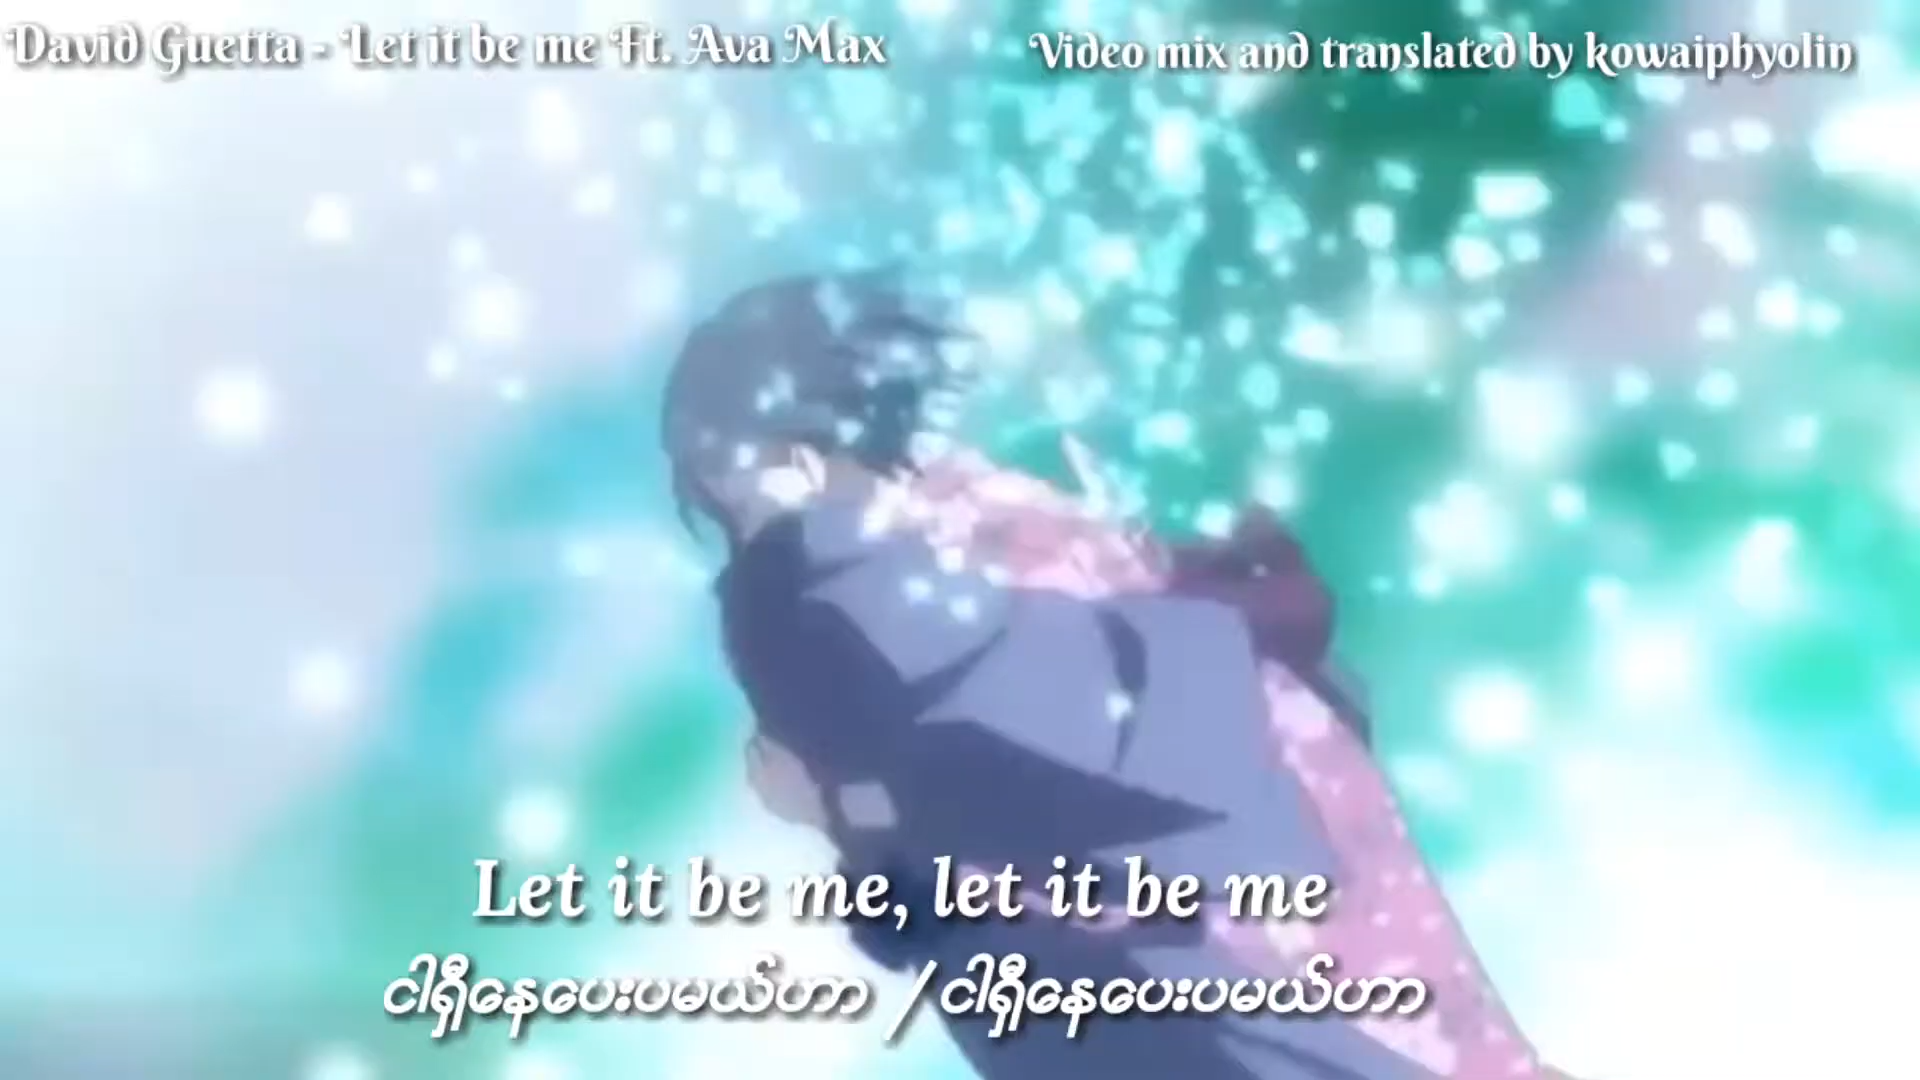 David Guetta - Let it be me Ft. Ava Max
Video mix and translated by kowaiphyolin
Let it be me, let it be me
ငါရှိနေပေးပါမယ်ဟာ / ငါရှိနေပေးပါမယ်ဟာ